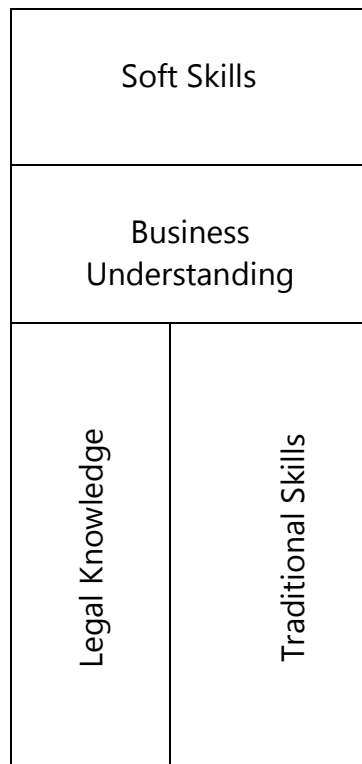 Soft Skills
Business
Understanding
Legal Knowledge
Traditional Skills